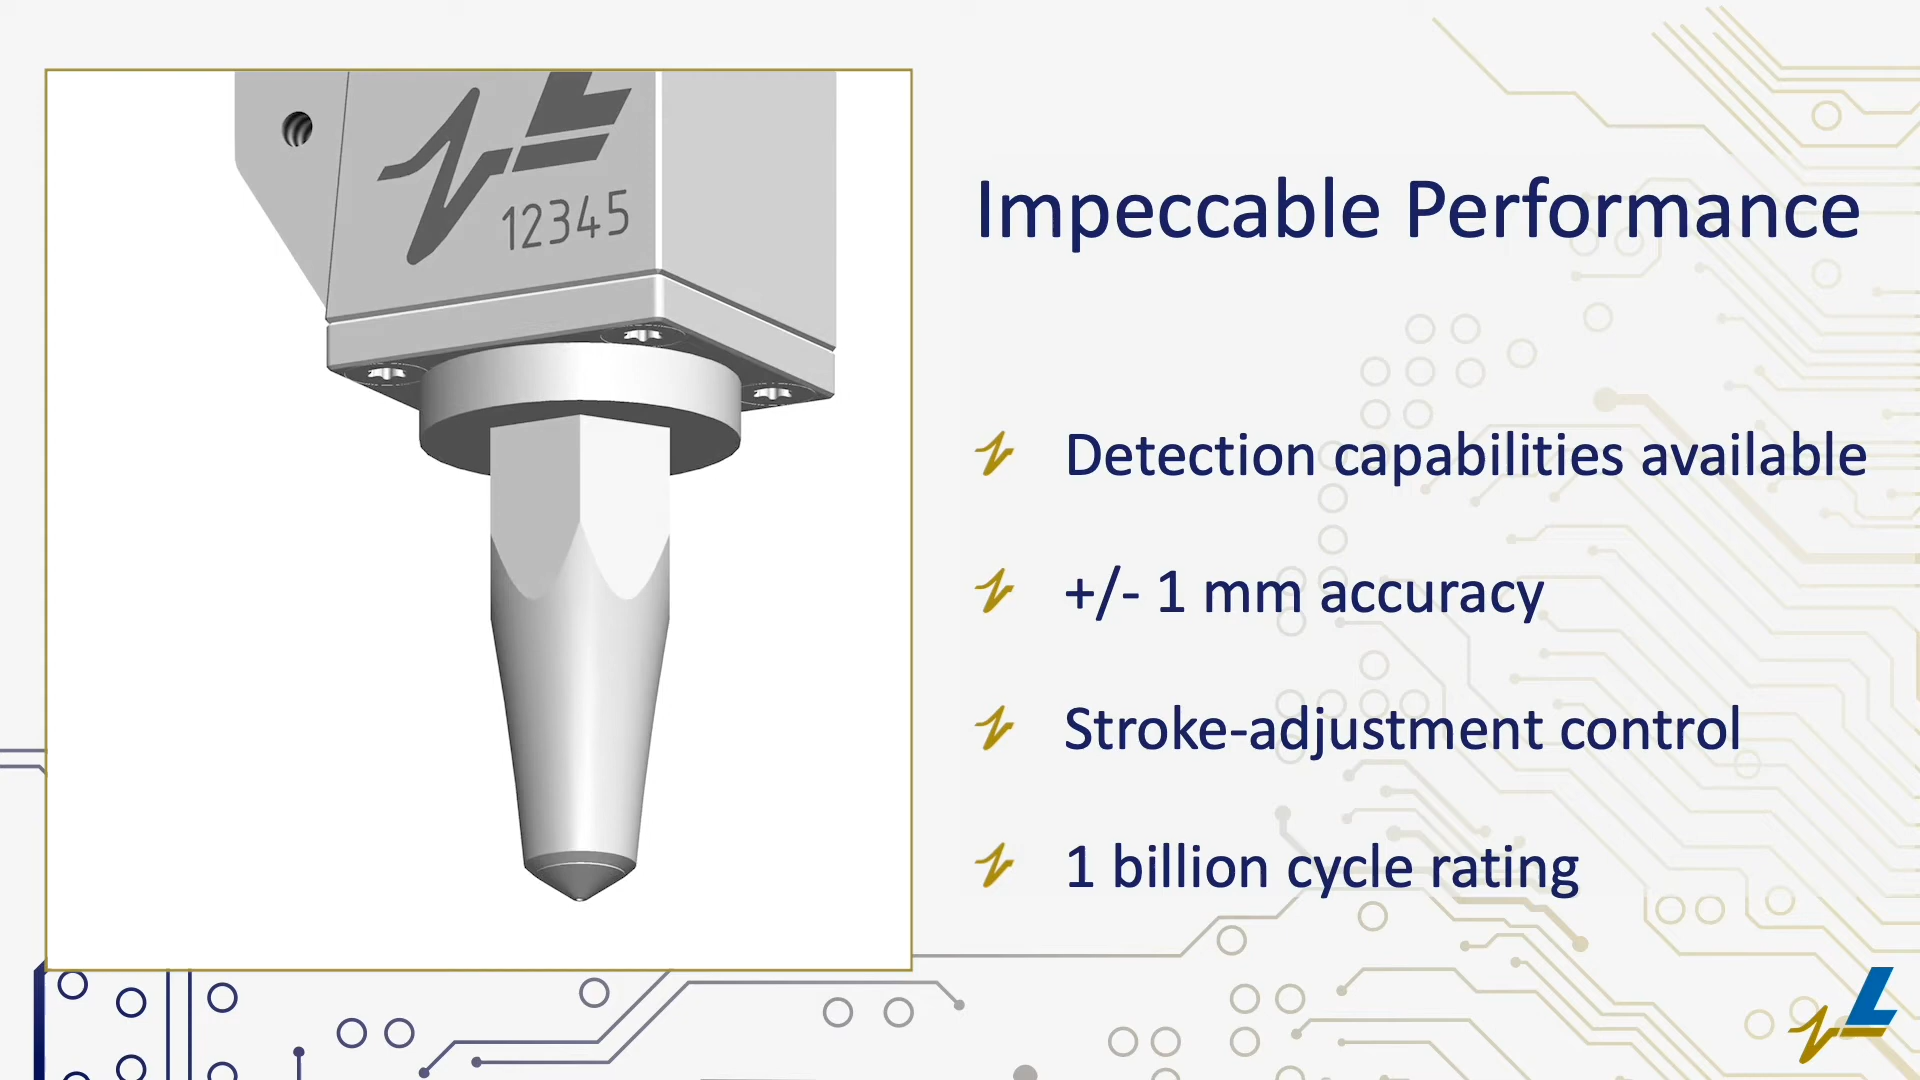 12345
Impeccable Performance
Detection capabilities available
+/- 1 mm accuracy
Stroke-adjustment control
1 billion cycle rating